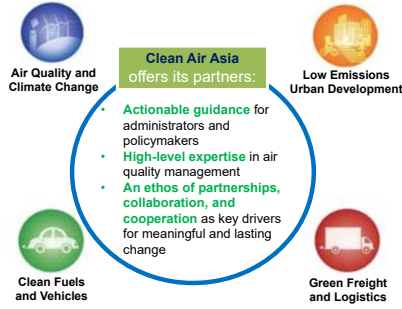 Air Quality and
Climate Change
Clean Air Asia
offers its partners:
Low Emissions
Urban Development
• Actionable guidance for
administrators and
policymakers
• High-level expertise in air
quality management
• An ethos of partnerships,
collaboration, and
cooperation as key drivers
for meaningful and lasting
change
Clean Fuels
and Vehicles
Green Freight
and Logistics